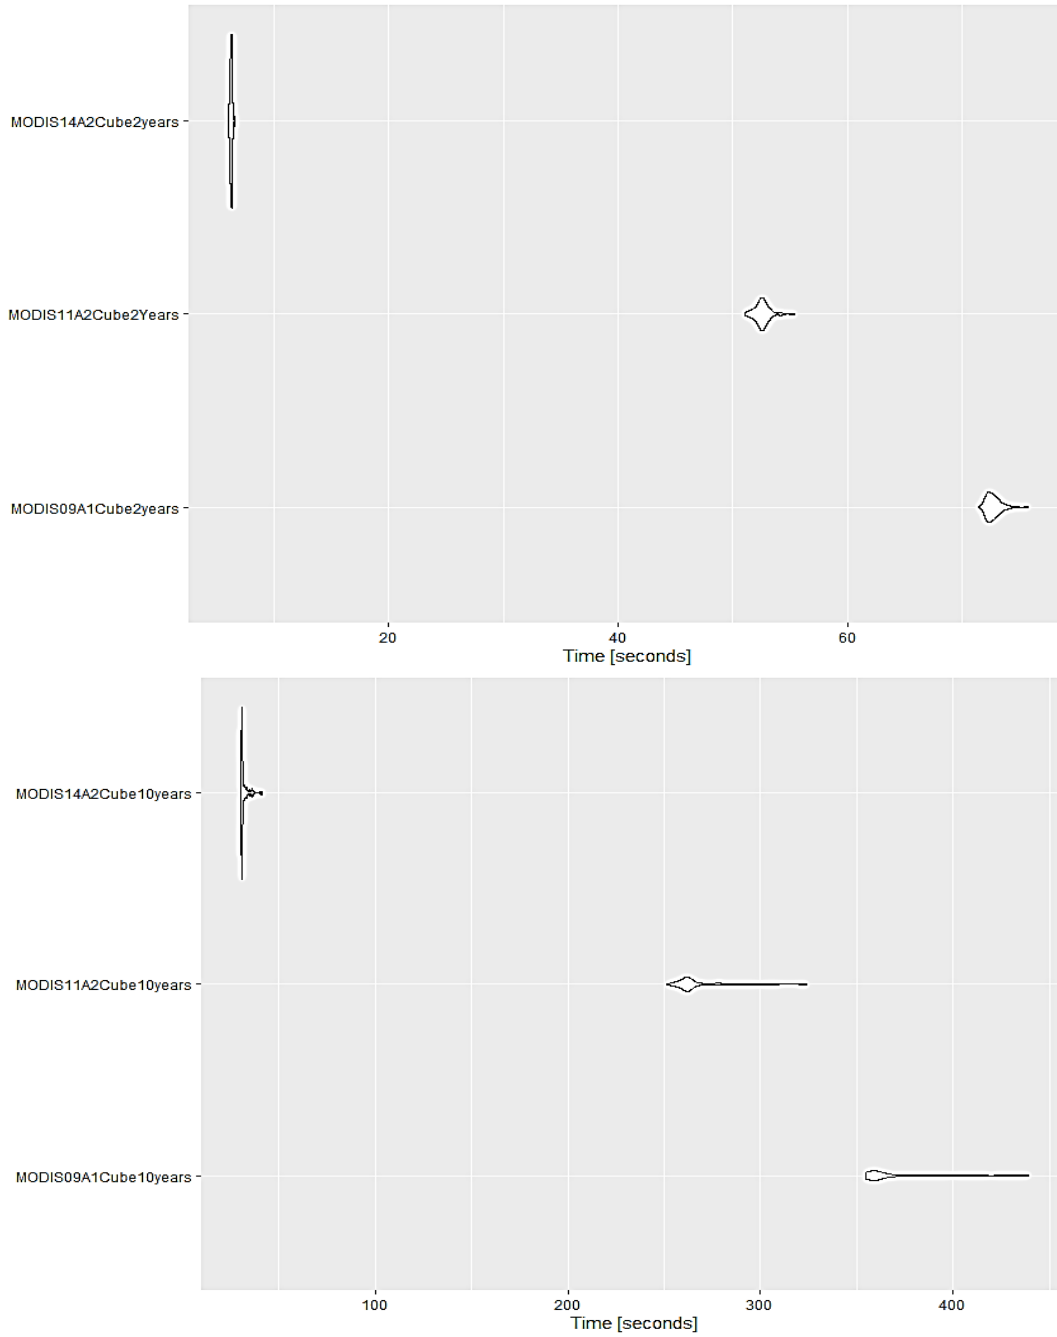 MODIS14A2Cube2years
MODIS11A2Cube2Years
MODIS09A1Cube2years
20 40 60
Time [seconds]
MODIS14A2Cube10years
MODIS11A2Cube10years
MODIS09A1Cube10years
100 200 300 400
Time [seconds]